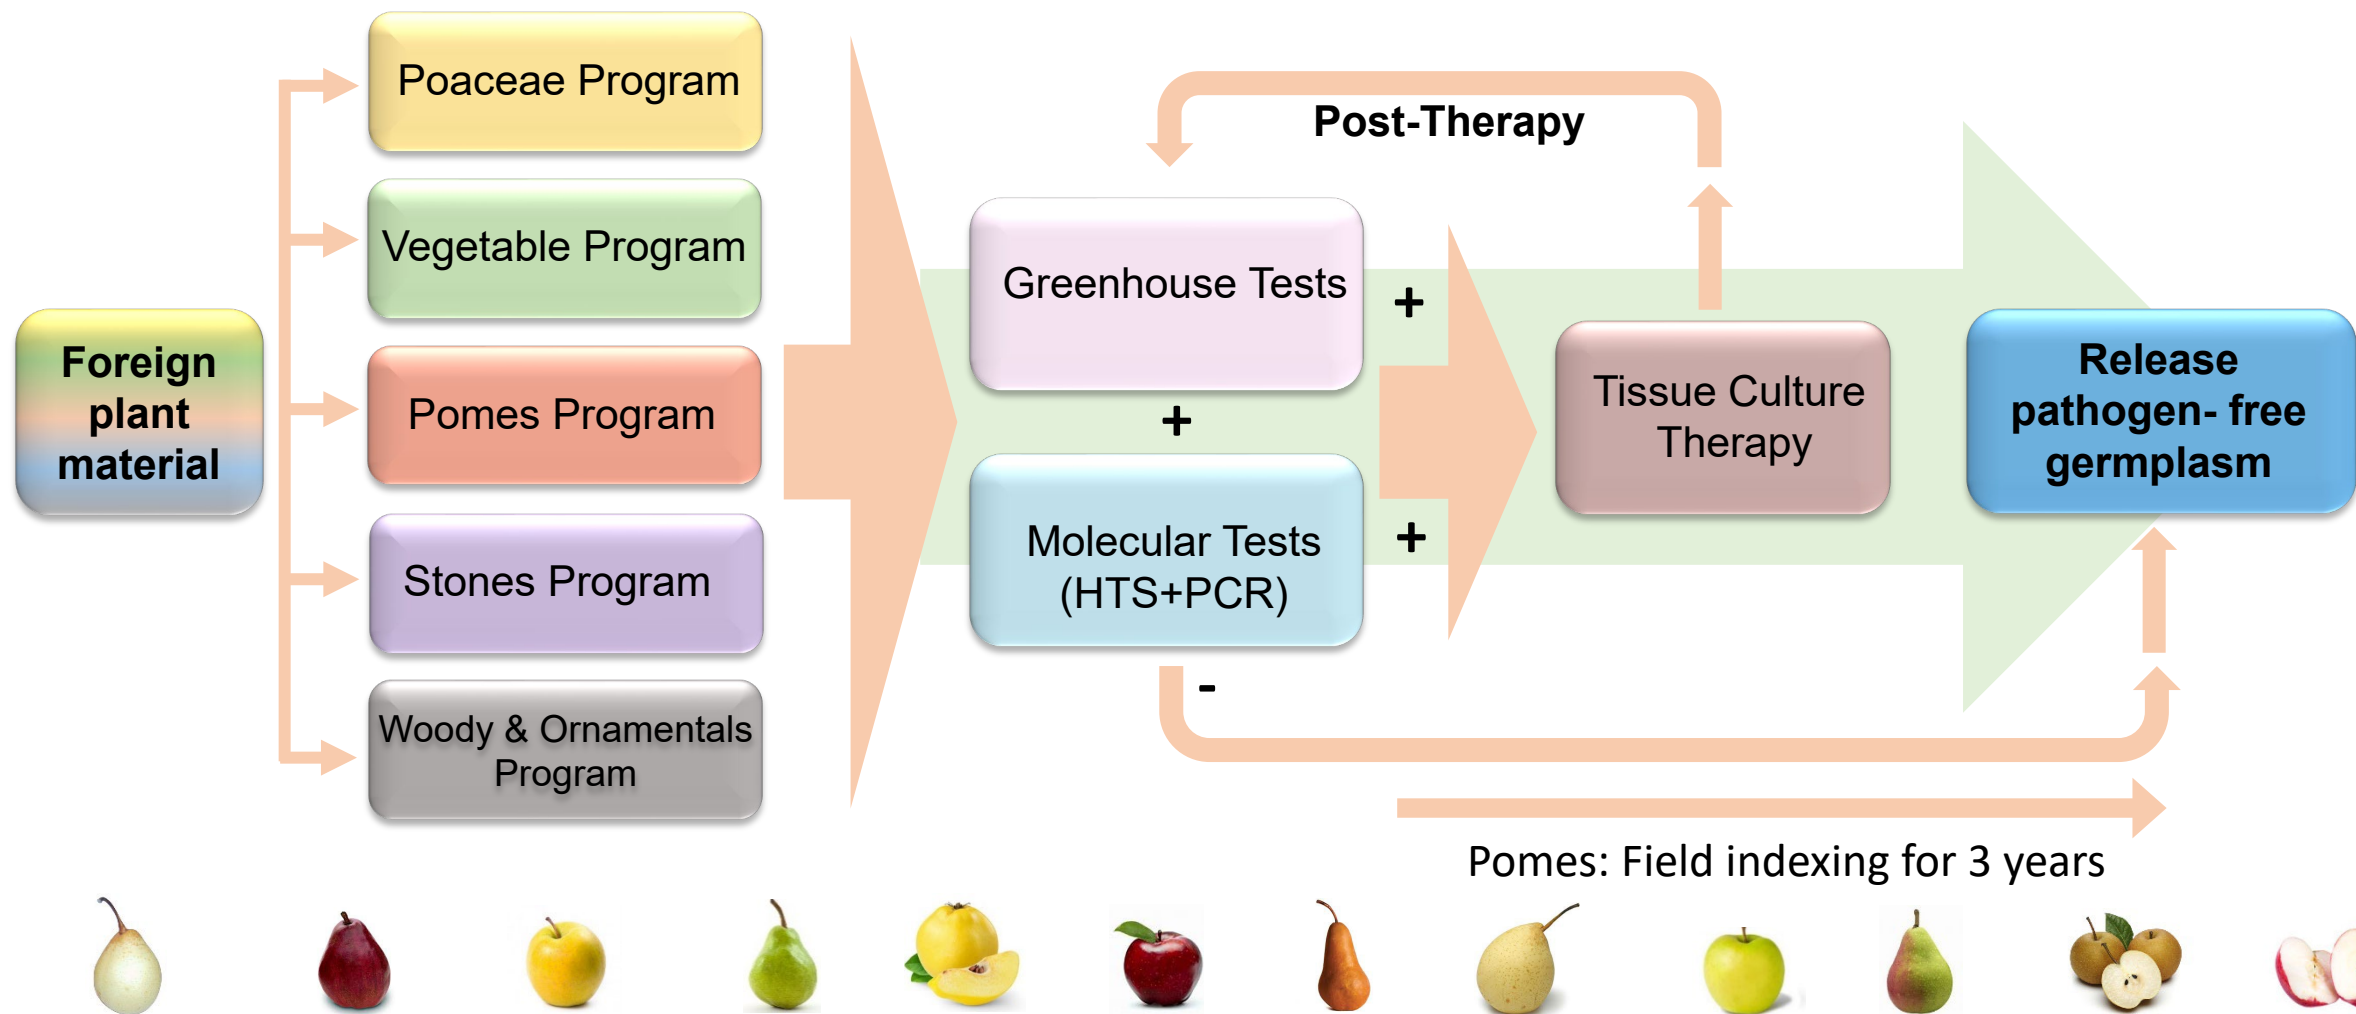 Foreign
plant
material
Poaceae Program
Vegetable Program
Pomes Program
Stones Program
Woody & Ornamentals
Program
Post-Therapy
Greenhouse Tests
+
+
Molecular Tests
(HTS+PCR)
+
-
Tissue Culture
Therapy
Release
pathogen- free
germplasm
Pomes: Field indexing for 3 years